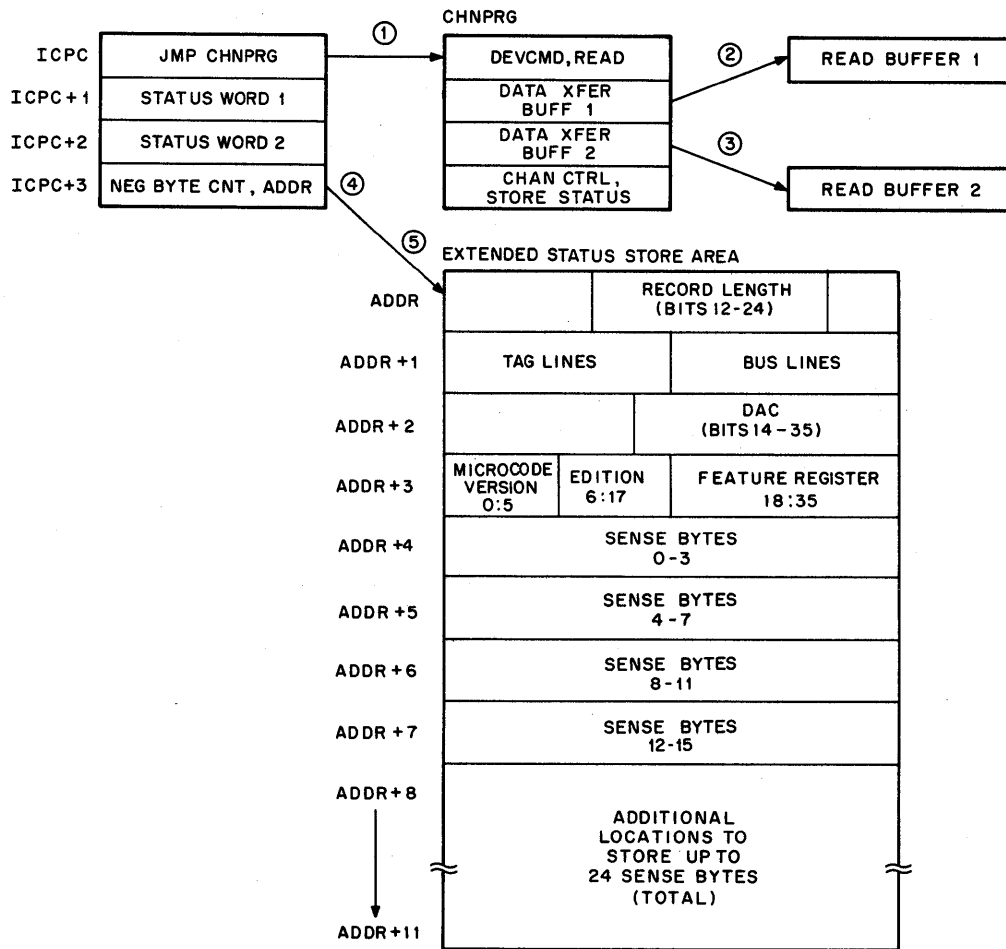 CHNPRG
ICPC
JMP CHNPRG
①
DEVCMD,READ
②
READ BUFFER 1
ICPC+1
STATUS WORD 1
DATA XFER
BUFF 1
ICPC+2
STATUS WORD 2
DATA XFER
BUFF 2
③
READ BUFFER 2
ICPC+3
NEG BYTE CNT, ADDR
④
CHAN CTRL,
STORE STATUS
⑤
EXTENDED STATUS STORE AREA
ADDR
RECORD LENGTH
(BITS 12-24)
ADDR+1
TAG LINES
BUS LINES
ADDR+2
DAC
(BITS 14-35)
ADDR+3
MICROCODE
VERSION
0:5
EDITION
6:17
FEATURE REGISTER
18:35
ADDR+4
SENSE BYTES
0-3
ADDR+5
SENSE BYTES
4-7
ADDR+6
SENSE BYTES
8-11
ADDR+7
SENSE BYTES
12-15
ADDR+8
ADDITIONAL
LOCATIONS TO
STORE UP TO
24 SENSE BYTES
(TOTAL)
ADDR+11